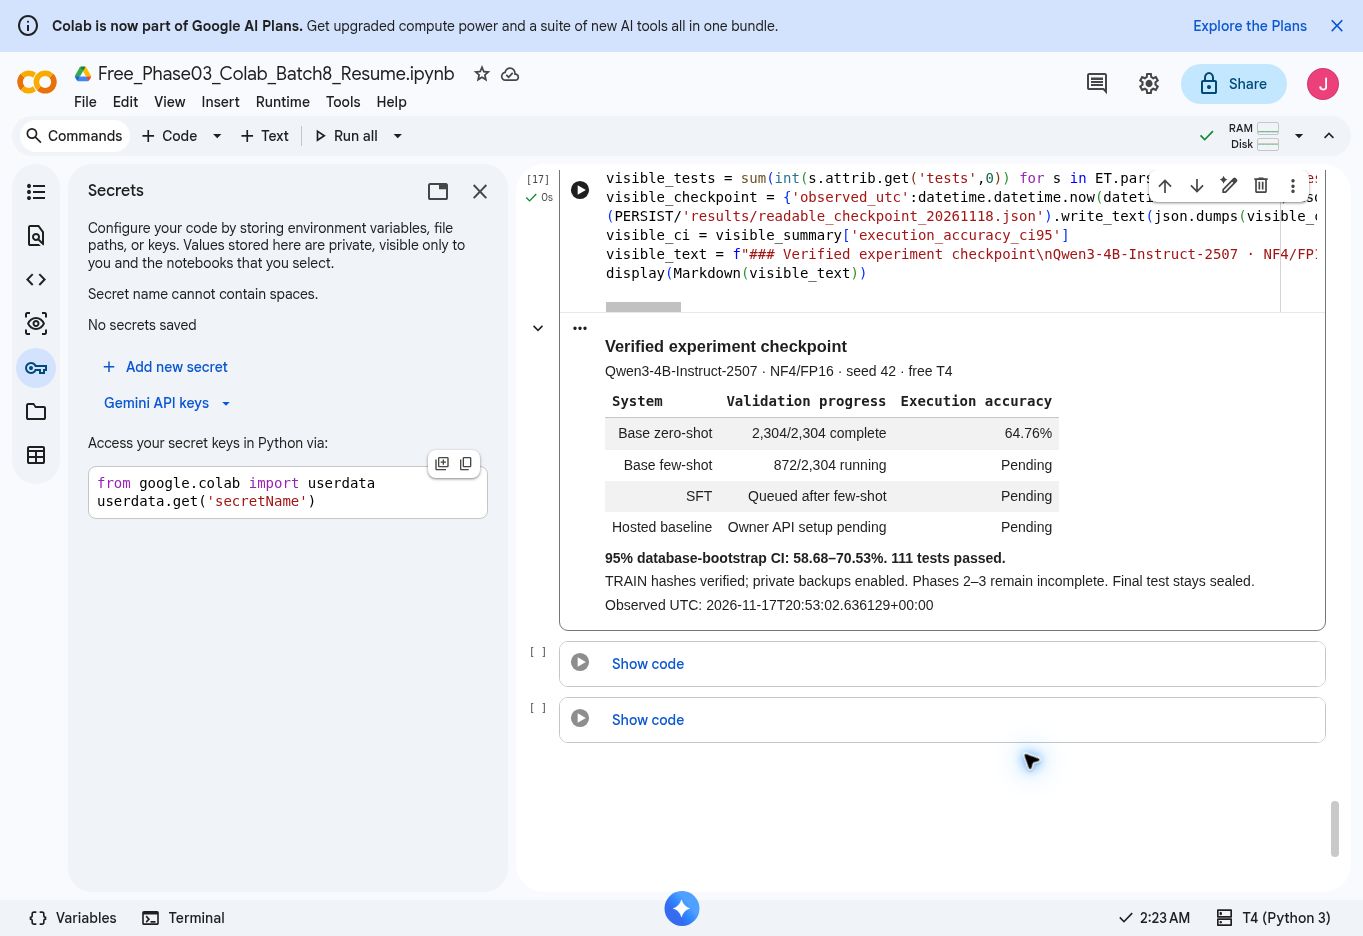 Colab is now part of Google AI Plans. Get upgraded compute power and a suite of new AI tools all in one bundle.
Explore the Plans
Free_Phase03_Colab_Batch8_Resume.ipynb
File Edit View Insert Runtime Tools Help
Share
J
Commands + Code + Text Run all
RAM
Disk
Secrets
Configure your code by storing environment variables, file
paths, or keys. Values stored here are private, visible only to
you and the notebooks that you select.
Secret name cannot contain spaces.
No secrets saved
+ Add new secret
Gemini API keys
Access your secret keys in Python via:
from google.colab import userdata
userdata.get('secretName')
[17]
0s
visible_tests = sum(int(s.attrib.get('tests',0)) for s in ET.pars
visible_checkpoint = {'observed_utc':datetime.datetime.now(dateti
(PERSIST/'results/readable_checkpoint_20261118.json').write_text(json.dumps(visible_c
visible_ci = visible_summary['execution_accuracy_ci95']
visible_text = f"### Verified experiment checkpoint\nQwen3-4B-Instruct-2507 · NF4/FP1
display(Markdown(visible_text))
Verified experiment checkpoint
Qwen3-4B-Instruct-2507 · NF4/FP16 · seed 42 · free T4
System Validation progress Execution accuracy
Base zero-shot 2,304/2,304 complete 64.76%
Base few-shot 872/2,304 running Pending
SFT Queued after few-shot Pending
Hosted baseline Owner API setup pending Pending
95% database-bootstrap CI: 58.68–70.53%. 111 tests passed.
TRAIN hashes verified; private backups enabled. Phases 2–3 remain incomplete. Final test stays sealed.
Observed UTC: 2026-11-17T20:53:02.636129+00:00
[ ] Show code
[ ] Show code
Variables Terminal
2:23 AM T4 (Python 3)